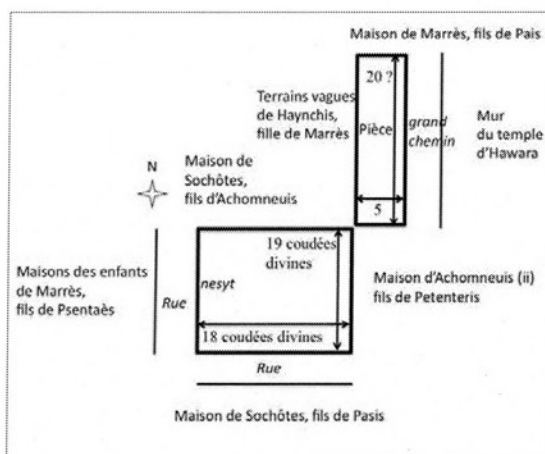 Maison de Marrès, fils de Pais
20 ?
Terrains vagues
de Haynchis,
fille de Marrès
Pièce
grand
chemin
Mur
du temple
d'Hawara
N
Maison de
Sochôtes,
fils d'Achomneuis
5
19 coudées
divines
Maisons des enfants
de Marrès,
fils de Psentaès
Rue
nesyt
Maison d'Achomneuis (ii)
fils de Petenteris
18 coudées divines
Rue
Maison de Sochôtes, fils de Pasis